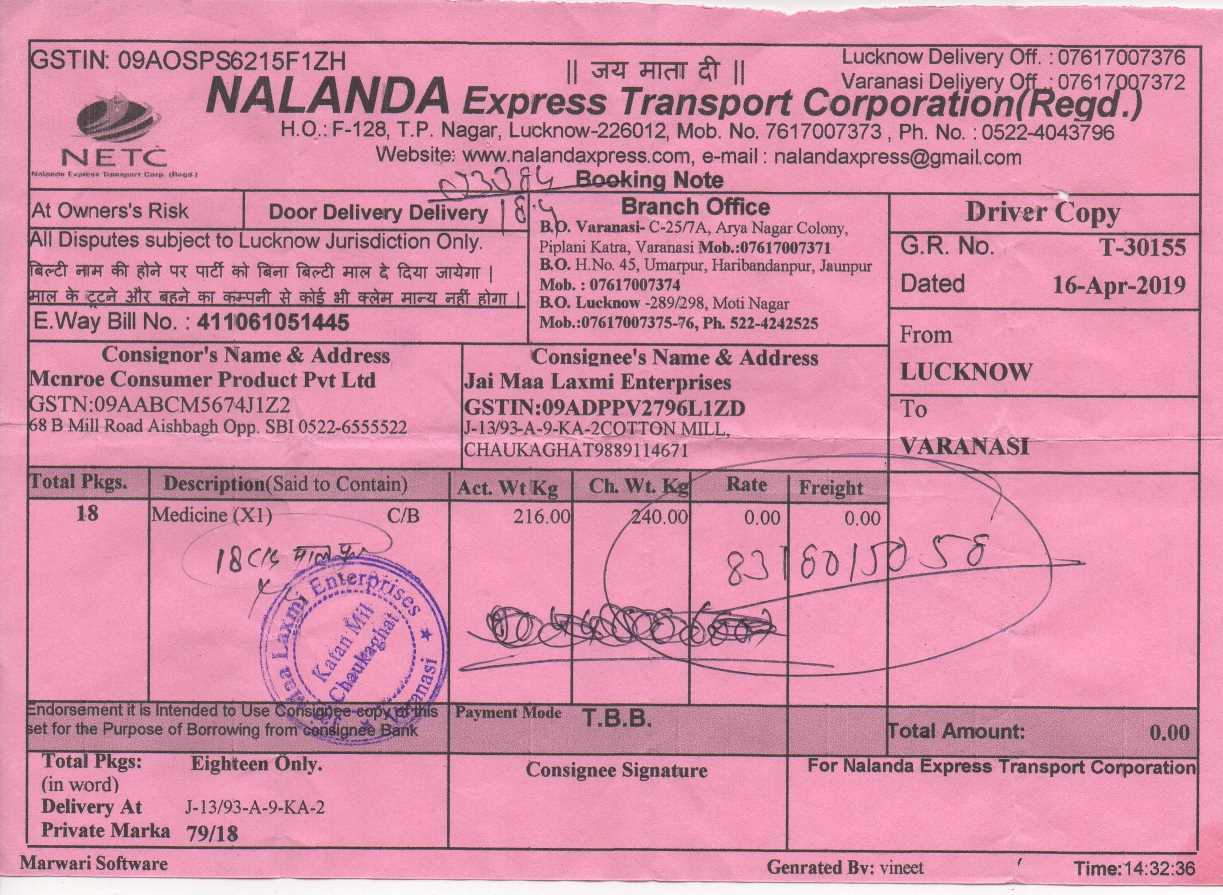 GSTIN: 09AOSPS6215F1ZH
|| जय माता दी ||
Lucknow Delivery Off. : 07617007376
Varanasi Delivery Off. : 07617007372
NALANDA Express Transport Corporation(Regd.)
H.O.: F-128, T.P. Nagar, Lucknow-226012, Mob. No. 7617007373 , Ph. No. : 0522-4043796
Website: www.nalandaxpress.com, e-mail : nalandaxpress@gmail.com
NETC
Nalanda Express Transport Corp. (Regd.)
Booking Note
At Owners's Risk
Door Delivery Delivery
18.4
All Disputes subject to Lucknow Jurisdiction Only.
बिल्टी नाम की होने पर पार्टी को बिना बिल्टी माल दे दिया जायेगा |
माल के टूटने और बहने का कम्पनी से कोई भी क्लेम मान्य नहीं होगा |
E.Way Bill No. : 411061051445
Branch Office
B.O. Varanasi- C-25/7A, Arya Nagar Colony,
Piplani Katra, Varanasi Mob.:07617007371
B.O. H.No. 45, Umarpur, Haribandanpur, Jaunpur
Mob. : 07617007374
B.O. Lucknow -289/298, Moti Nagar
Mob.:07617007375-76, Ph. 522-4242525
Driver Copy
G.R. No. T-30155
Dated 16-Apr-2019
From
LUCKNOW
To
VARANASI
Consignor's Name & Address
Mcnroe Consumer Product Pvt Ltd
GSTN:09AABCM5674J1Z2
68 B Mill Road Aishbagh Opp. SBI 0522-6555522
Consignee's Name & Address
Jai Maa Laxmi Enterprises
GSTIN:09ADPPV2796L1ZD
J-13/93-A-9-KA-2COTTON MILL,
CHAUKAGHAT9889114671
Total Pkgs. Description(Said to Contain) Act. Wt Kg Ch. Wt. Kg Rate Freight
18 Medicine (X1) C/B 216.00 240.00 0.00 0.00
8318015058
Maa Laxmi Enterprises
Katan Mil
Chaukaghat
Varanasi
Endorsement it is Intended to Use Consignee copy of this
set for the Purpose of Borrowing from consignee Bank
Payment Mode T.B.B.
Total Amount: 0.00
Total Pkgs: Eighteen Only.
(in word)
Delivery At J-13/93-A-9-KA-2
Private Marka 79/18
Consignee Signature
For Nalanda Express Transport Corporation
Marwari Software
Genrated By: vineet
Time:14:32:36